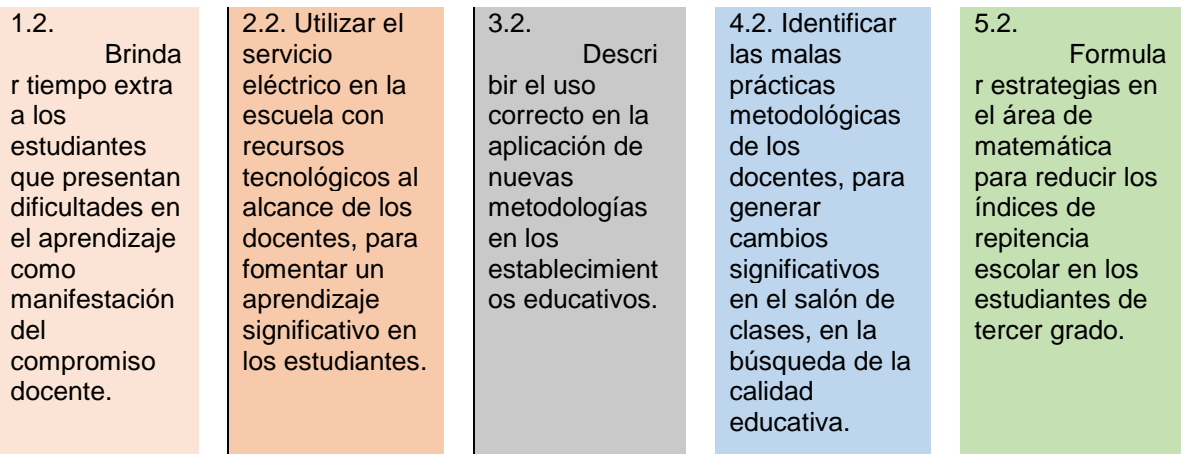 1.2.
Brinda
r tiempo extra
a los
estudiantes
que presentan
dificultades en
el aprendizaje
como
manifestación
del
compromiso
docente.
2.2. Utilizar el
servicio
eléctrico en la
escuela con
recursos
tecnológicos al
alcance de los
docentes, para
fomentar un
aprendizaje
significativo en
los estudiantes.
3.2.
Descri
bir el uso
correcto en la
aplicación de
nuevas
metodologías
en los
establecimient
os educativos.
4.2. Identificar
las malas
prácticas
metodológicas
de los
docentes, para
generar
cambios
significativos
en el salón de
clases, en la
búsqueda de la
calidad
educativa.
5.2.
Formula
r estrategias en
el área de
matemática
para reducir los
índices de
repitencia
escolar en los
estudiantes de
tercer grado.